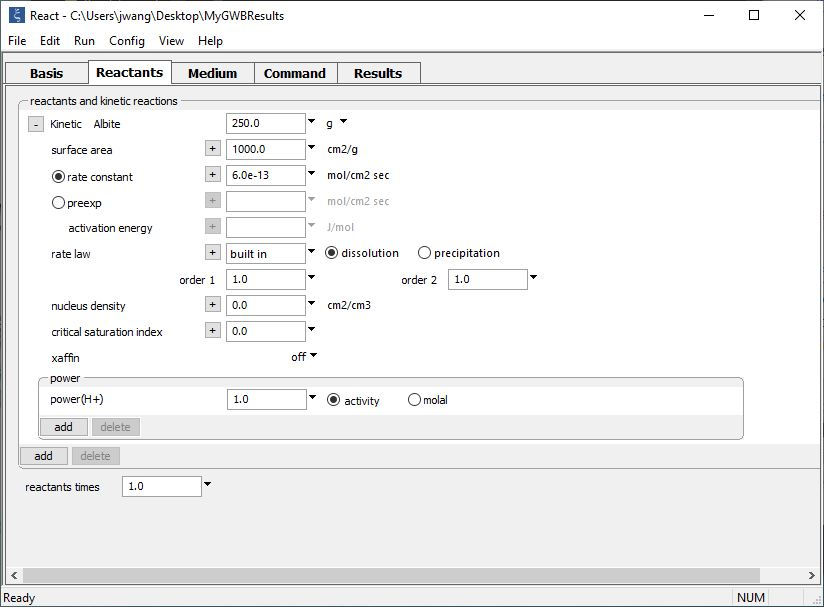 React - C:\Users\jwang\Desktop\MyGWBResults
File Edit Run Config View Help
Basis Reactants Medium Command Results
reactants and kinetic reactions
- Kinetic Albite 250.0 g
surface area + 1000.0 cm2/g
rate constant + 6.0e-13 mol/cm2 sec
preexp + mol/cm2 sec
activation energy + J/mol
rate law + built in dissolution precipitation
order 1 1.0 order 2 1.0
nucleus density + 0.0 cm2/cm3
critical saturation index + 0.0
xaffin off
power
power(H+) 1.0 activity molal
add delete
add delete
reactants times 1.0
Ready NUM